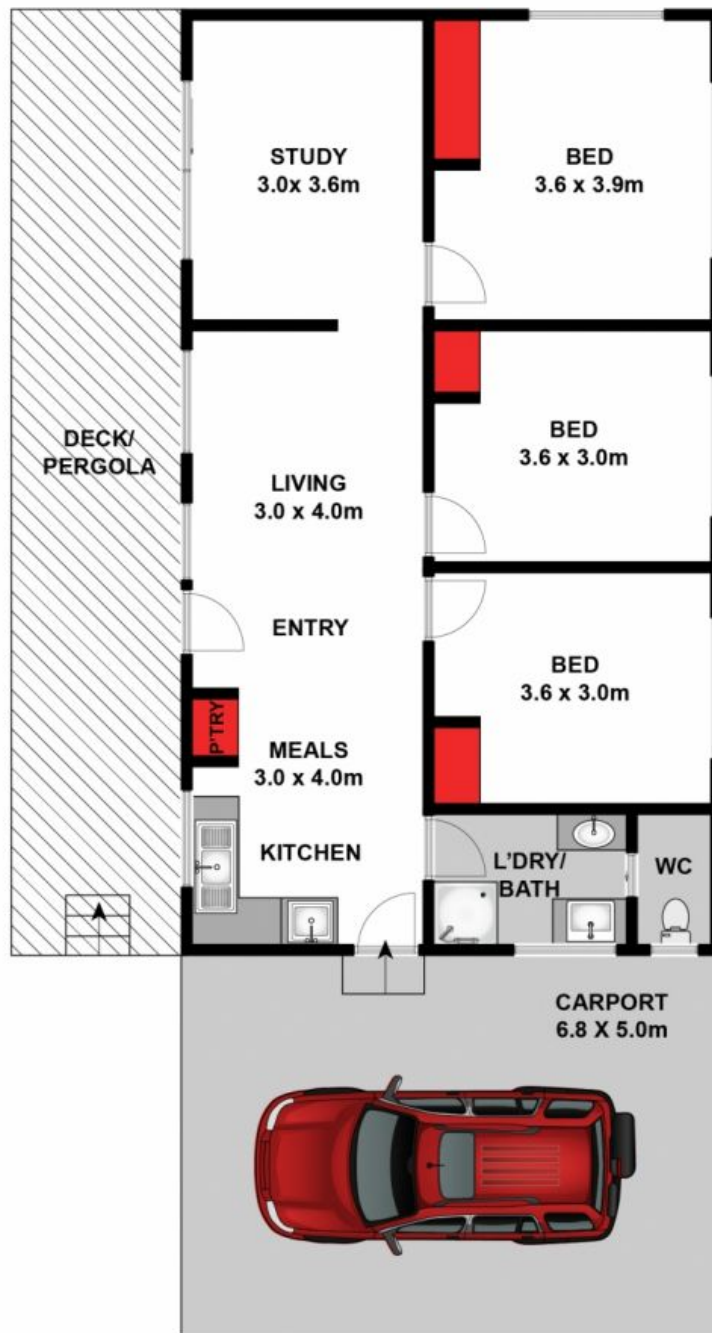 STUDY
3.0x 3.6m
BED
3.6 x 3.9m
DECK/
PERGOLA
LIVING
3.0 x 4.0m
BED
3.6 x 3.0m
ENTRY
BED
3.6 x 3.0m
P'TRY
MEALS
3.0 x 4.0m
KITCHEN
L'DRY/
BATH
WC
CARPORT
6.8 X 5.0m